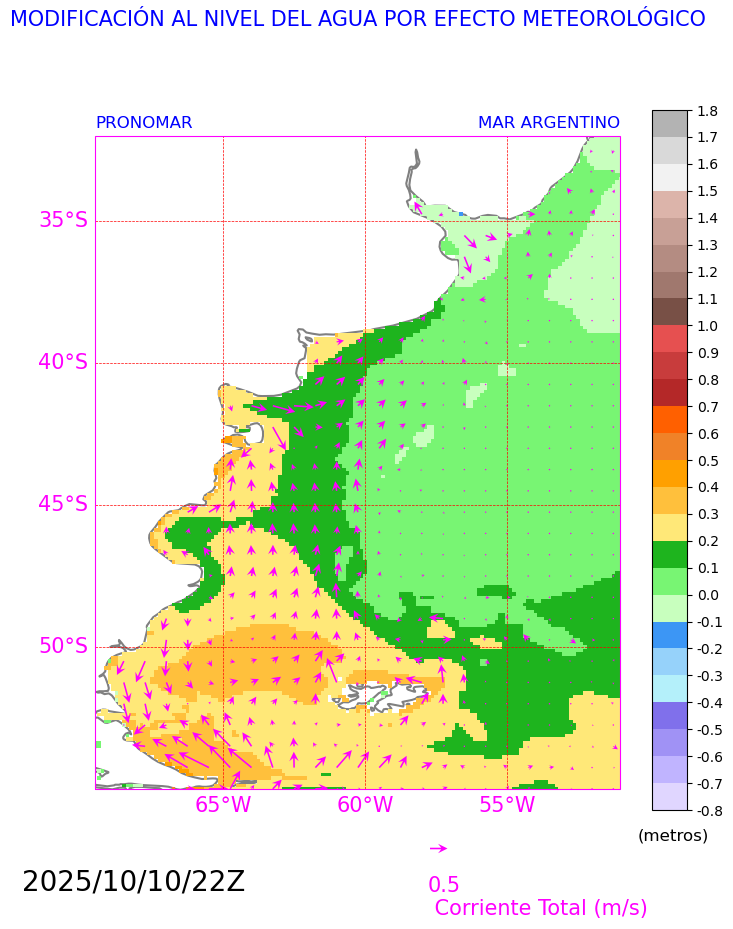 MODIFICACIÓN AL NIVEL DEL AGUA POR EFECTO METEOROLÓGICO
PRONOMAR MAR ARGENTINO
35°S
40°S
45°S
50°S
65°W 60°W 55°W
1.8
1.7
1.6
1.5
1.4
1.3
1.2
1.1
1.0
0.9
0.8
0.7
0.6
0.5
0.4
0.3
0.2
0.1
0.0
-0.1
-0.2
-0.3
-0.4
-0.5
-0.6
-0.7
-0.8
(metros)
2025/10/10/22Z
0.5
Corriente Total (m/s)